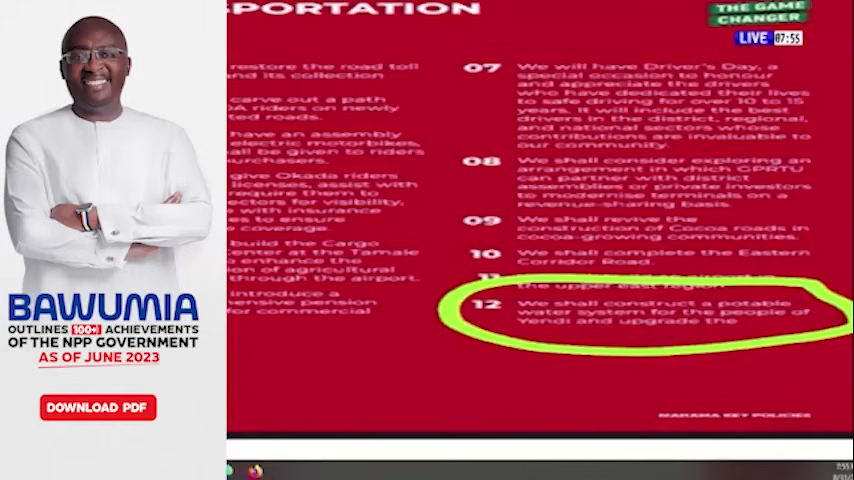 BAWUMIA
OUTLINES 100+ ACHIEVEMENTS
OF THE NPP GOVERNMENT
AS OF JUNE 2023
DOWNLOAD PDF
SPORTATION
THE GAME
CHANGER
LIVE 07:55
restore the road toll
and its collection
carve out a path
riders on newly
ted roads.
have an assembly
electric motorbikes,
all be given to riders
urchasers.
give Okada riders
licenses, assist with
require them to
ectors for visibility,
with insurance
es to ensure
coverage.
build the Cargo
enter at the Tamale
enhance the
ion of agricultural
through the airport.
introduce a
hensive pension
for commercial
07 We will have Driver's Day, a
special occasion to honour
and appreciate the drivers
who have dedicated their lives
to safe driving for over 10 to 15
years. It will include the best
drivers in the district, regional,
and national sectors whose
contributions are invaluable to
our community.
08 We shall consider exploring an
arrangement in which GPRTU
can partner with district
assemblies or private investors
to modernise terminals on a
revenue-sharing basis.
09 We shall revive the
construction of Cocoa roads in
cocoa-growing communities.
10 We shall complete the Eastern
Corridor Road.
11
the upper east region
12 We shall construct a potable
water system for the people of
Yendi and upgrade the
MAHAMA KEY POLICIES